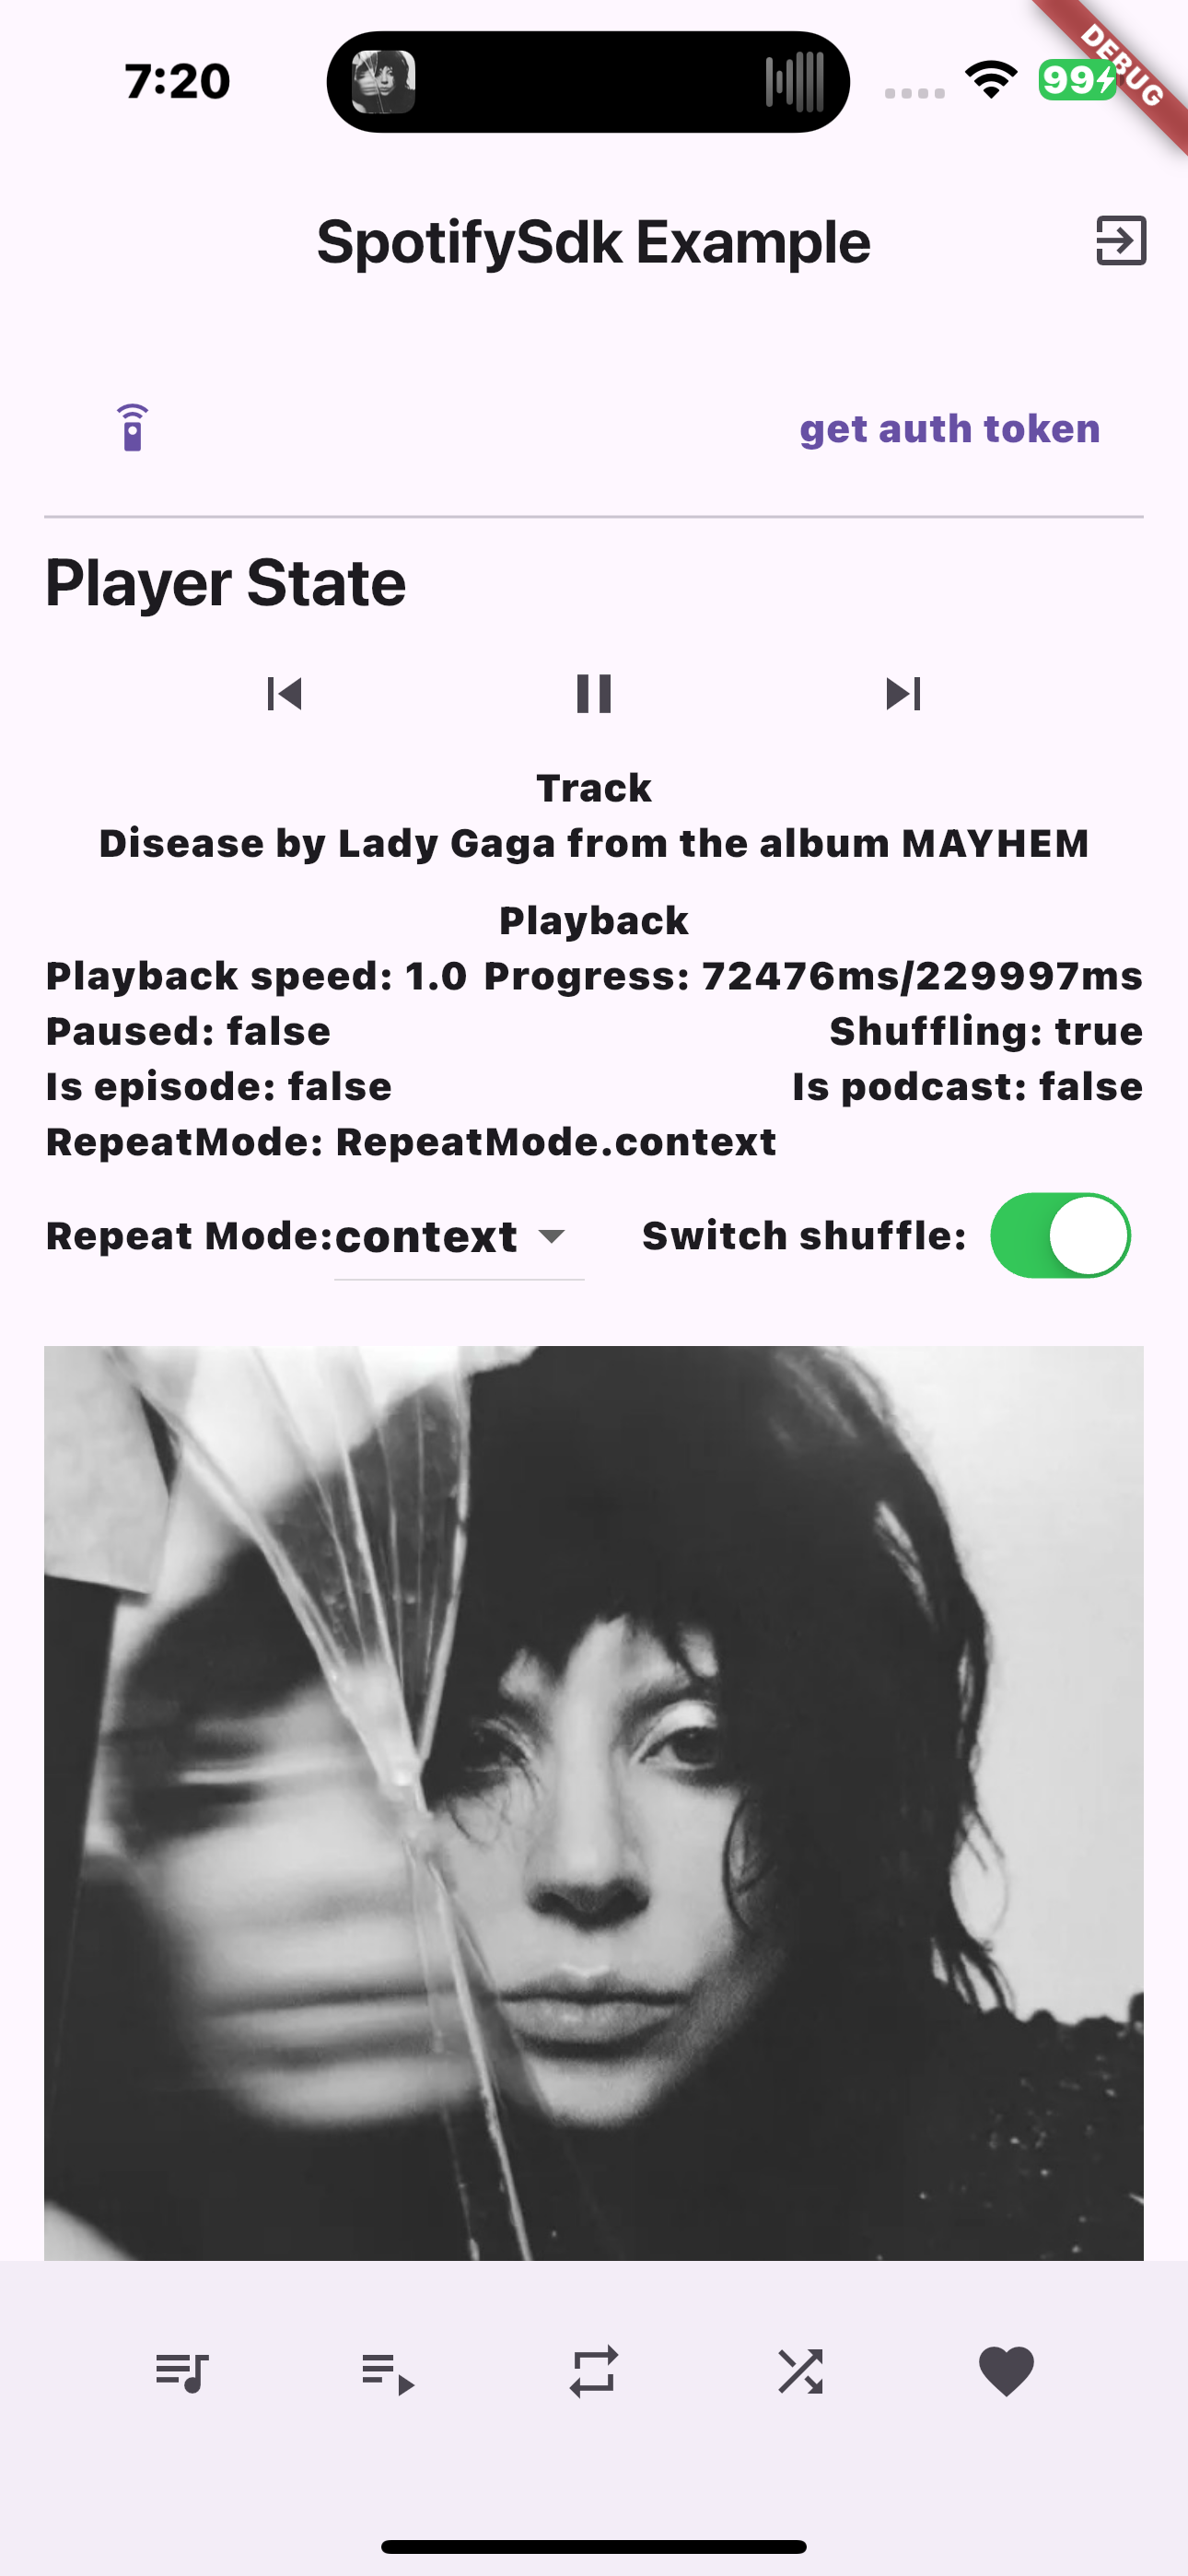 7:20
99
DEBUG
SpotifySdk Example
get auth token
Player State
Track
Disease by Lady Gaga from the album MAYHEM
Playback
Playback speed: 1.0 Progress: 72476ms/229997ms
Paused: false Shuffling: true
Is episode: false Is podcast: false
RepeatMode: RepeatMode.context
Repeat Mode: context Switch shuffle: